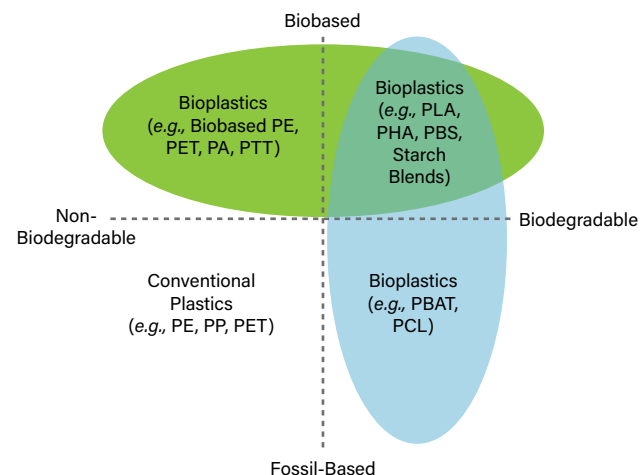 Biobased
Bioplastics
(e.g., Biobased PE,
PET, PA, PTT)
Bioplastics
(e.g., PLA,
PHA, PBS,
Starch
Blends)
Non-
Biodegradable
Biodegradable
Conventional
Plastics
(e.g., PE, PP, PET)
Bioplastics
(e.g., PBAT,
PCL)
Fossil-Based